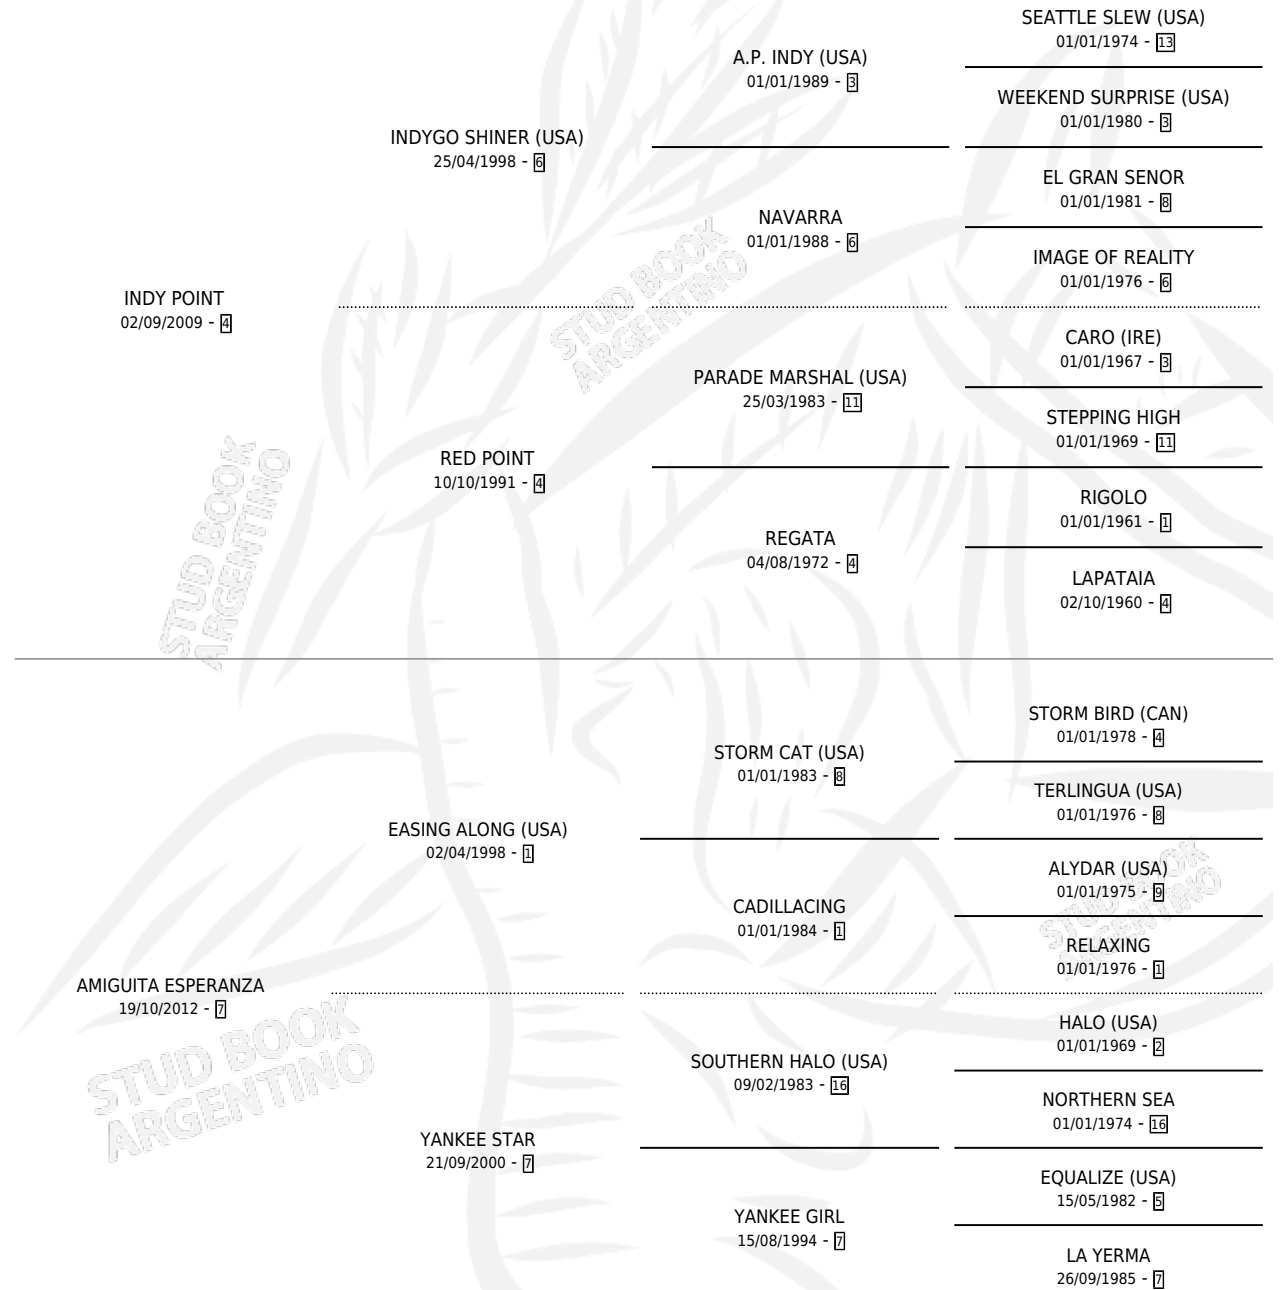 SEATTLE SLEW (USA)
01/01/1974 - 13
A.P. INDY (USA)
01/01/1989 - 3
WEEKEND SURPRISE (USA)
01/01/1980 - 3
INDYGO SHINER (USA)
25/04/1998 - 6
EL GRAN SENOR
01/01/1981 - 8
NAVARRA
01/01/1988 - 6
IMAGE OF REALITY
01/01/1976 - 6
INDY POINT
02/09/2009 - 4
CARO (IRE)
01/01/1967 - 3
PARADE MARSHAL (USA)
25/03/1983 - 11
STEPPING HIGH
01/01/1969 - 11
RED POINT
10/10/1991 - 4
RIGOLO
01/01/1961 - 1
REGATA
04/08/1972 - 4
LAPATAIA
02/10/1960 - 4
STORM BIRD (CAN)
01/01/1978 - 4
STORM CAT (USA)
01/01/1983 - 8
TERLINGUA (USA)
01/01/1976 - 8
EASING ALONG (USA)
02/04/1998 - 1
ALYDAR (USA)
01/01/1975 - 9
CADILLACING
01/01/1984 - 1
RELAXING
01/01/1976 - 1
AMIGUITA ESPERANZA
19/10/2012 - 7
HALO (USA)
01/01/1969 - 2
SOUTHERN HALO (USA)
09/02/1983 - 16
NORTHERN SEA
01/01/1974 - 16
YANKEE STAR
21/09/2000 - 7
EQUALIZE (USA)
15/05/1982 - 5
YANKEE GIRL
15/08/1994 - 7
LA YERMA
26/09/1985 - 7
STUD BOOK
ARGENTINO
STUD BOOK
ARGENTINO
STUD BOOK
ARGENTINO
STUD BOOK
ARGENTINO